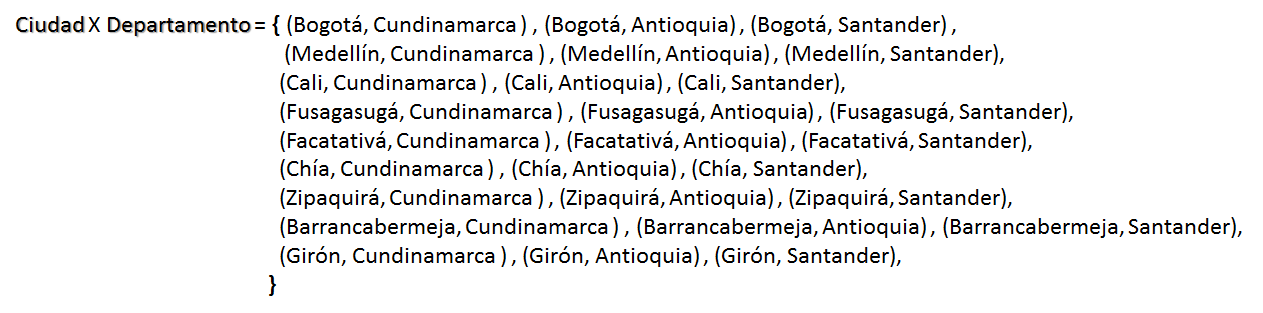 Ciudad X Departamento = { (Bogotá, Cundinamarca ) , (Bogotá, Antioquia) , (Bogotá, Santander) ,
(Medellín, Cundinamarca ) , (Medellín, Antioquia) , (Medellín, Santander),
(Cali, Cundinamarca ) , (Cali, Antioquia) , (Cali, Santander),
(Fusagasugá, Cundinamarca ) , (Fusagasugá, Antioquia) , (Fusagasugá, Santander),
(Facatativá, Cundinamarca ) , (Facatativá, Antioquia) , (Facatativá, Santander),
(Chía, Cundinamarca ) , (Chía, Antioquia) , (Chía, Santander),
(Zipaquirá, Cundinamarca ) , (Zipaquirá, Antioquia) , (Zipaquirá, Santander),
(Barrancabermeja, Cundinamarca ) , (Barrancabermeja, Antioquia) , (Barrancabermeja, Santander),
(Girón, Cundinamarca ) , (Girón, Antioquia) , (Girón, Santander),
}